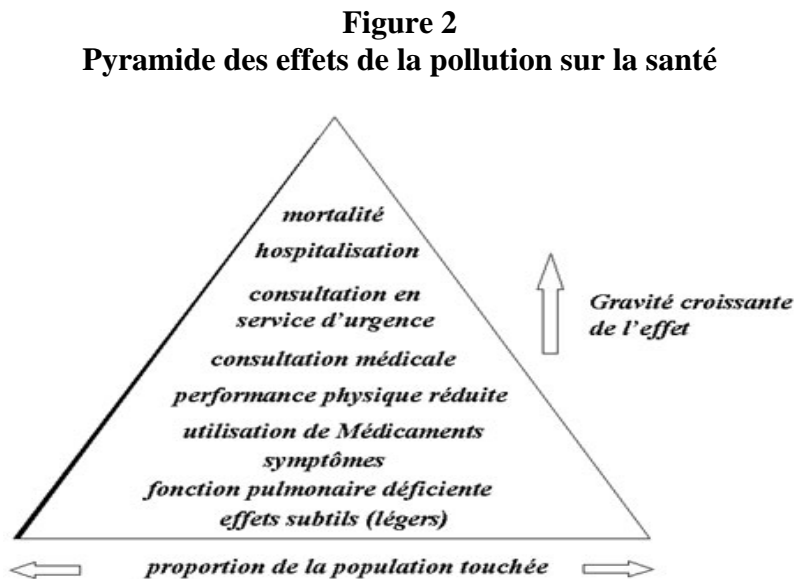 Figure 2
Pyramide des effets de la pollution sur la santé
mortalité
hospitalisation
consultation en
service d'urgence
Gravité croissante
de l'effet
consultation médicale
performance physique réduite
utilisation de Médicaments
symptômes
fonction pulmonaire déficiente
effets subtils (légers)
proportion de la population touchée